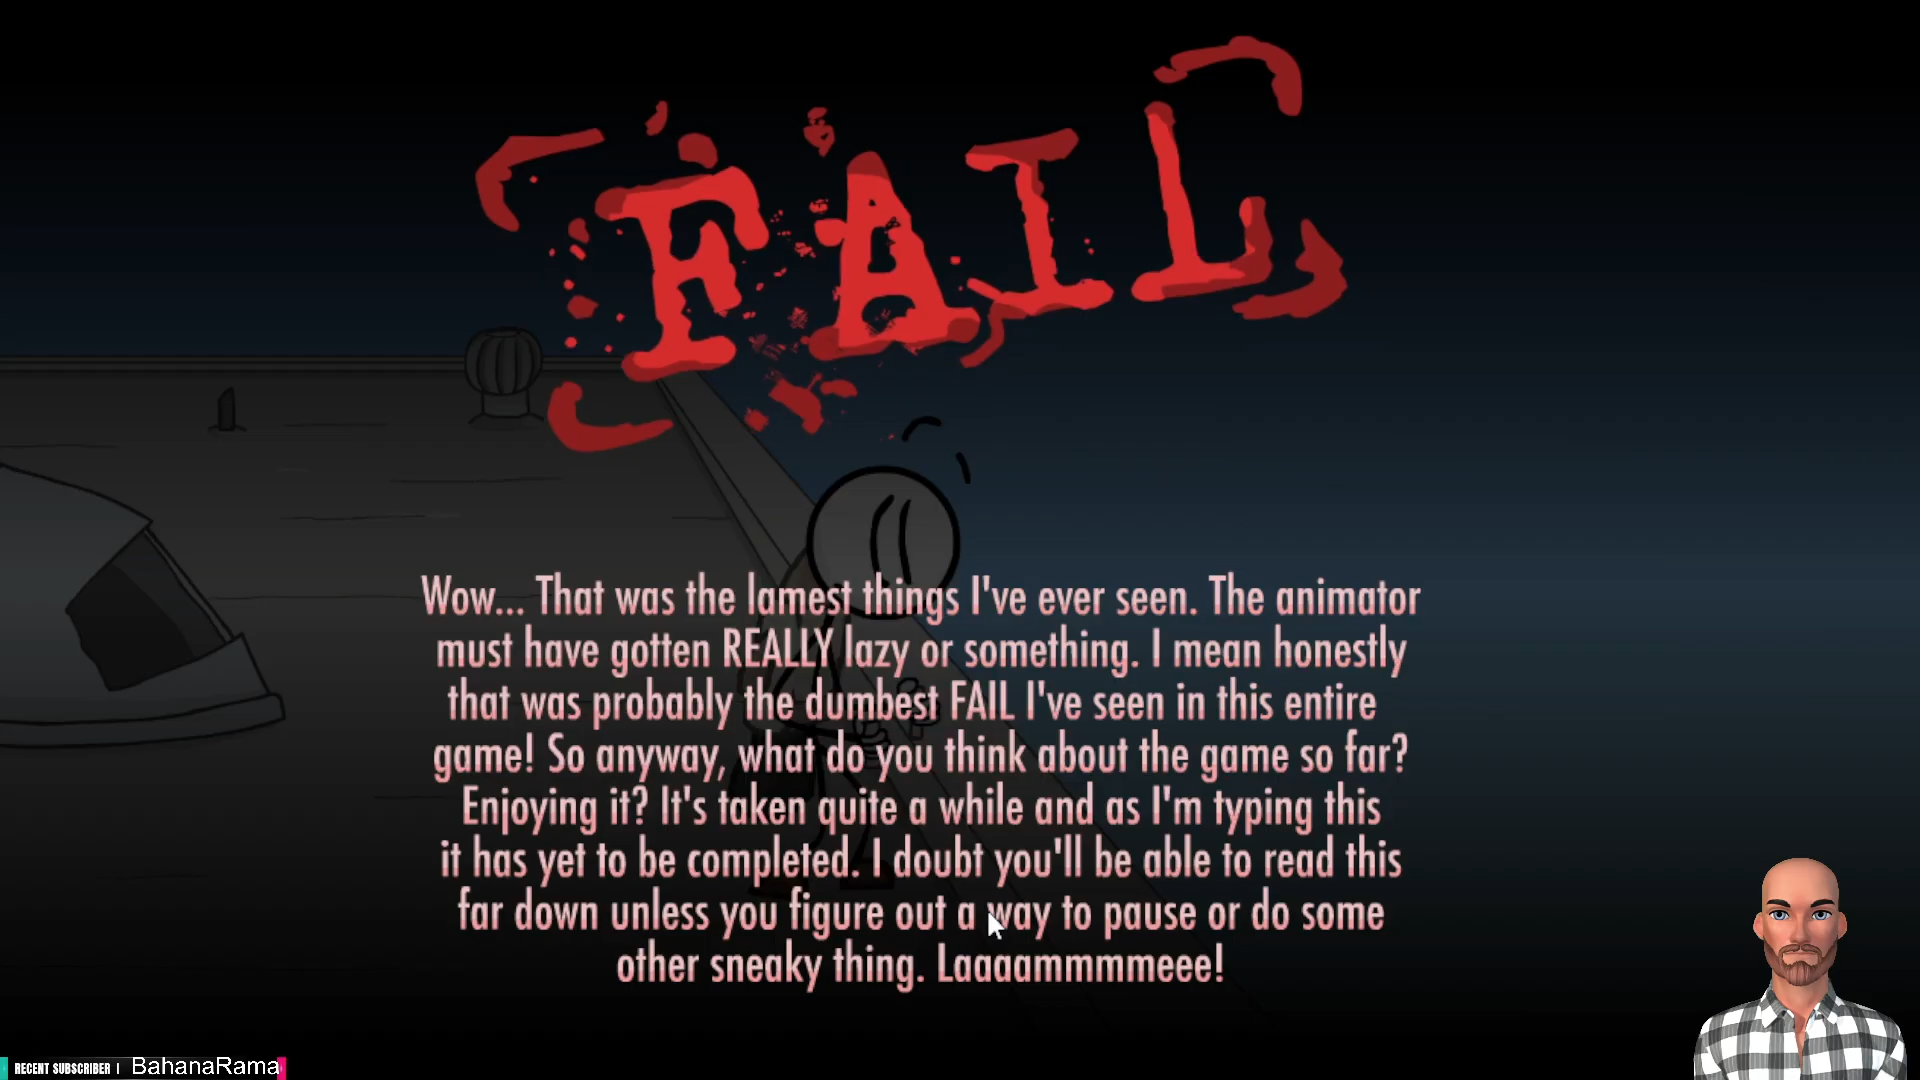 FAIL
Wow... That was the lamest things I've ever seen. The animator
must have gotten REALLY lazy or something. I mean honestly
that was probably the dumbest FAIL I've seen in this entire
game! So anyway, what do you think about the game so far?
Enjoying it? It's taken quite a while and as I'm typing this
it has yet to be completed. I doubt you'll be able to read this
far down unless you figure out a way to pause or do some
other sneaky thing. Laaaammmmeee!
RECENT SUBSCRIBER | BahanaRama